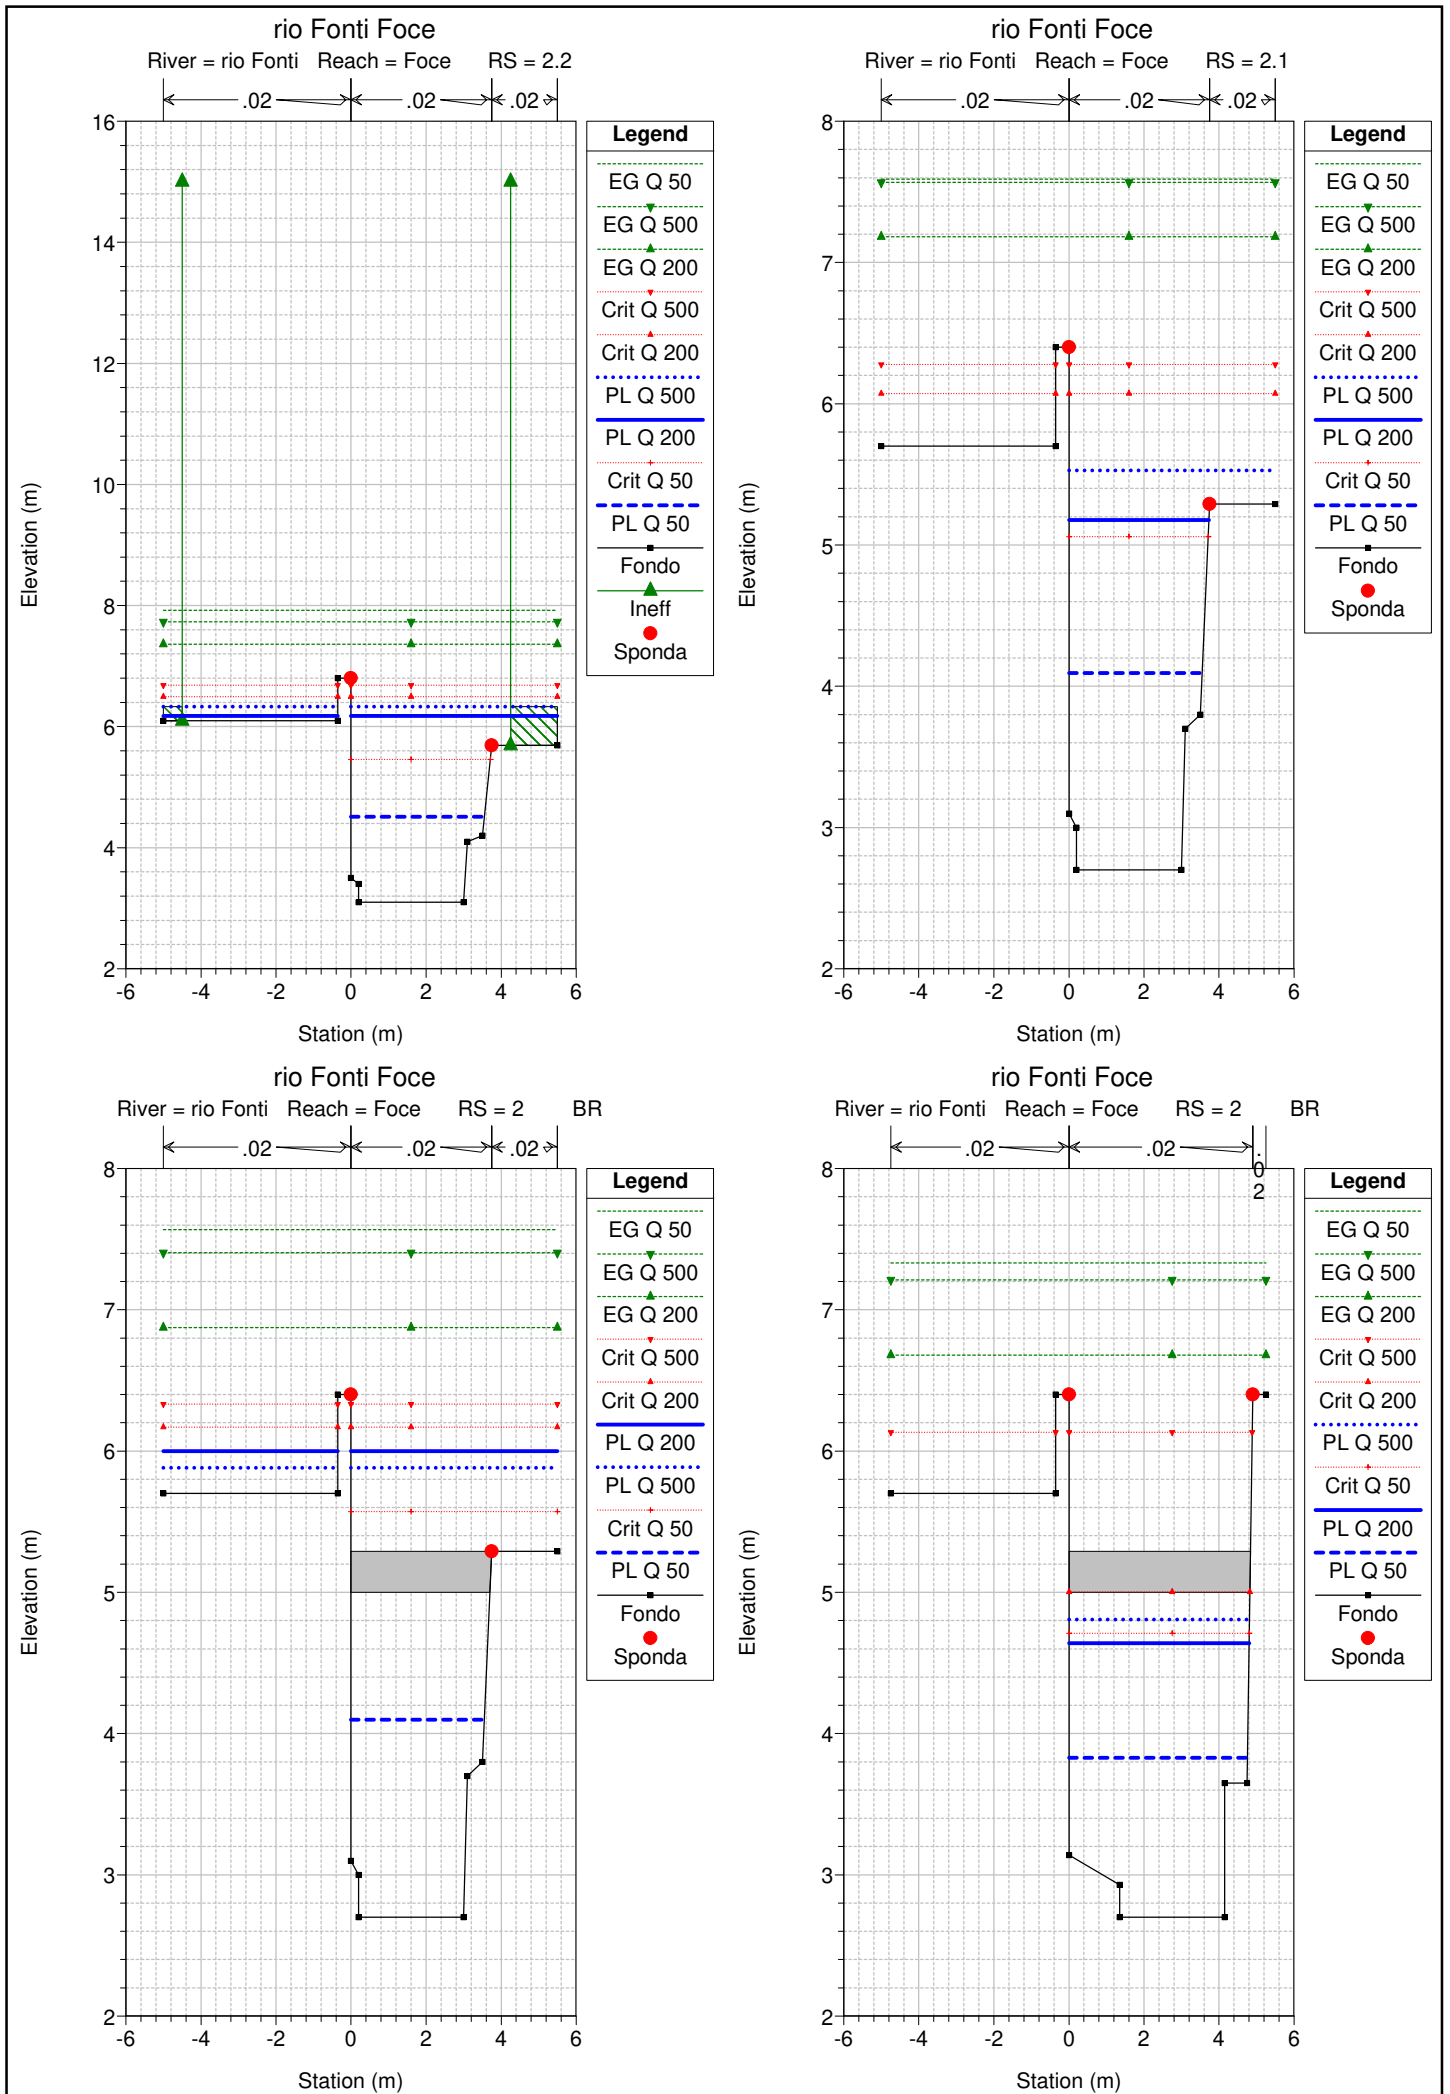 rio Fonti Foce
River = rio Fonti Reach = Foce RS = 2.2
.02 .02 .02
16
14
12
10
8
6
4
2
Elevation (m)
-6 -4 -2 0 2 4 6
Station (m)
Legend
EG Q 50
EG Q 500
EG Q 200
Crit Q 500
Crit Q 200
PL Q 500
PL Q 200
Crit Q 50
PL Q 50
Fondo
Ineff
Sponda
rio Fonti Foce
River = rio Fonti Reach = Foce RS = 2.1
.02 .02 .02
8
7
6
5
4
3
2
Elevation (m)
-6 -4 -2 0 2 4 6
Station (m)
Legend
EG Q 50
EG Q 500
EG Q 200
Crit Q 500
Crit Q 200
PL Q 500
PL Q 200
Crit Q 50
PL Q 50
Fondo
Sponda
rio Fonti Foce
River = rio Fonti Reach = Foce RS = 2 BR
.02 .02 .02
8
7
6
5
4
3
2
Elevation (m)
-6 -4 -2 0 2 4 6
Station (m)
Legend
EG Q 50
EG Q 500
EG Q 200
Crit Q 500
Crit Q 200
PL Q 200
PL Q 500
Crit Q 50
PL Q 50
Fondo
Sponda
rio Fonti Foce
River = rio Fonti Reach = Foce RS = 2 BR
.02 .02
.
0
2
8
7
6
5
4
3
2
Elevation (m)
-6 -4 -2 0 2 4 6
Station (m)
Legend
EG Q 50
EG Q 500
EG Q 200
Crit Q 500
Crit Q 200
PL Q 500
Crit Q 50
PL Q 200
PL Q 50
Fondo
Sponda